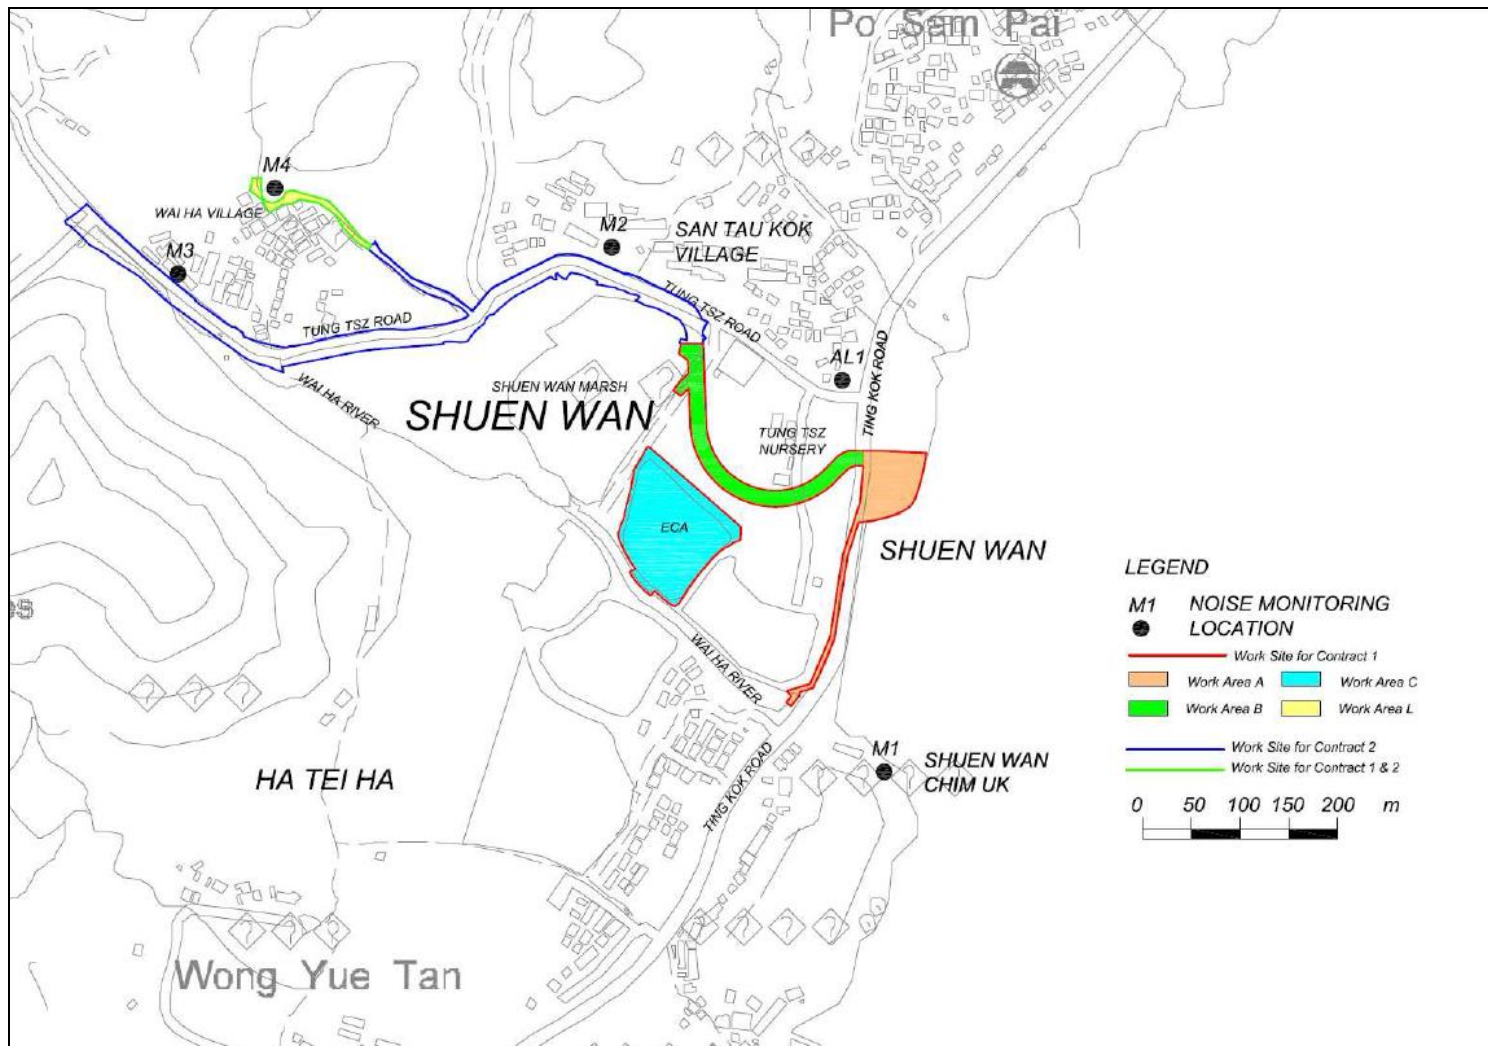 Po Sam Pai
M4
WAI HA VILLAGE
M3
M2
SAN TAU KOK
VILLAGE
TUNG TSZ ROAD
TUNG TSZ ROAD
AL1
TING KOK ROAD
WAI HA RIVER
SHUEN WAN MARSH
SHUEN WAN
TUNG TSZ
NURSERY
ECA
SHUEN WAN
WAI HA RIVER
HA TEI HA
TING KOK ROAD
M1
SHUEN WAN
CHIM UK
Wong Yue Tan
LEGEND
M1 NOISE MONITORING
LOCATION
Work Site for Contract 1
Work Area A Work Area C
Work Area B Work Area L
Work Site for Contract 2
Work Site for Contract 1 & 2
0 50 100 150 200 m